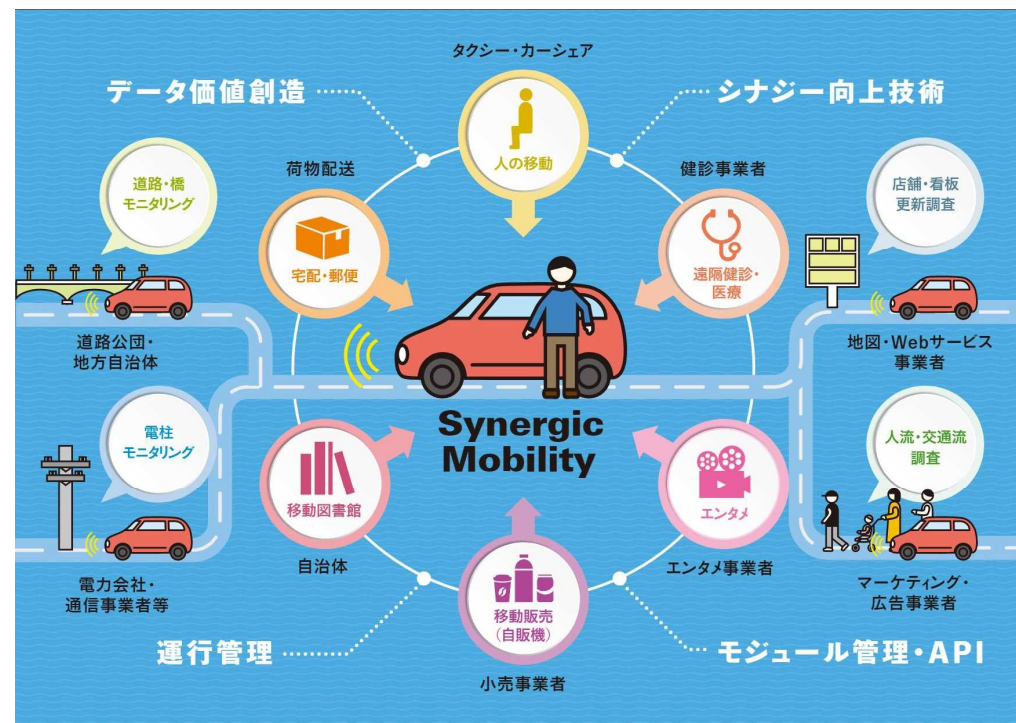 タクシー・カーシェア
データ価値創造
シナジー向上技術
人の移動
荷物配送
健診事業者
道路・橋
モニタリング
店舗・看板
更新調査
宅配・郵便
遠隔健診・
医療
道路公団・
地方自治体
地図・Webサービス
事業者
Synergic
Mobility
電柱
モニタリング
人流・交通流
調査
移動図書館
エンタメ
自治体
エンタメ事業者
電力会社・
通信事業者等
マーケティング・
広告事業者
移動販売
(自販機)
運行管理
モジュール管理・API
小売事業者